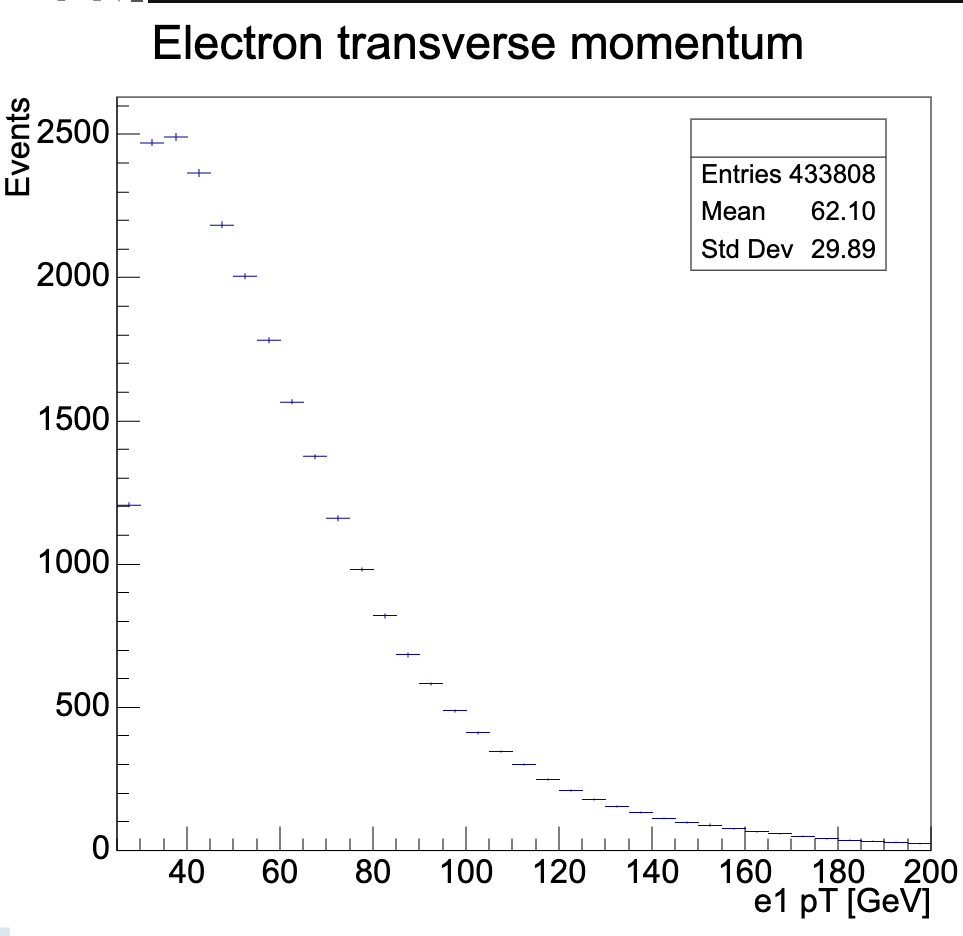 Electron transverse momentum
Events
2500
2000
1500
1000
500
0
Entries 433808
Mean 62.10
Std Dev 29.89
40 60 80 100 120 140 160 180 200
e1 pT [GeV]